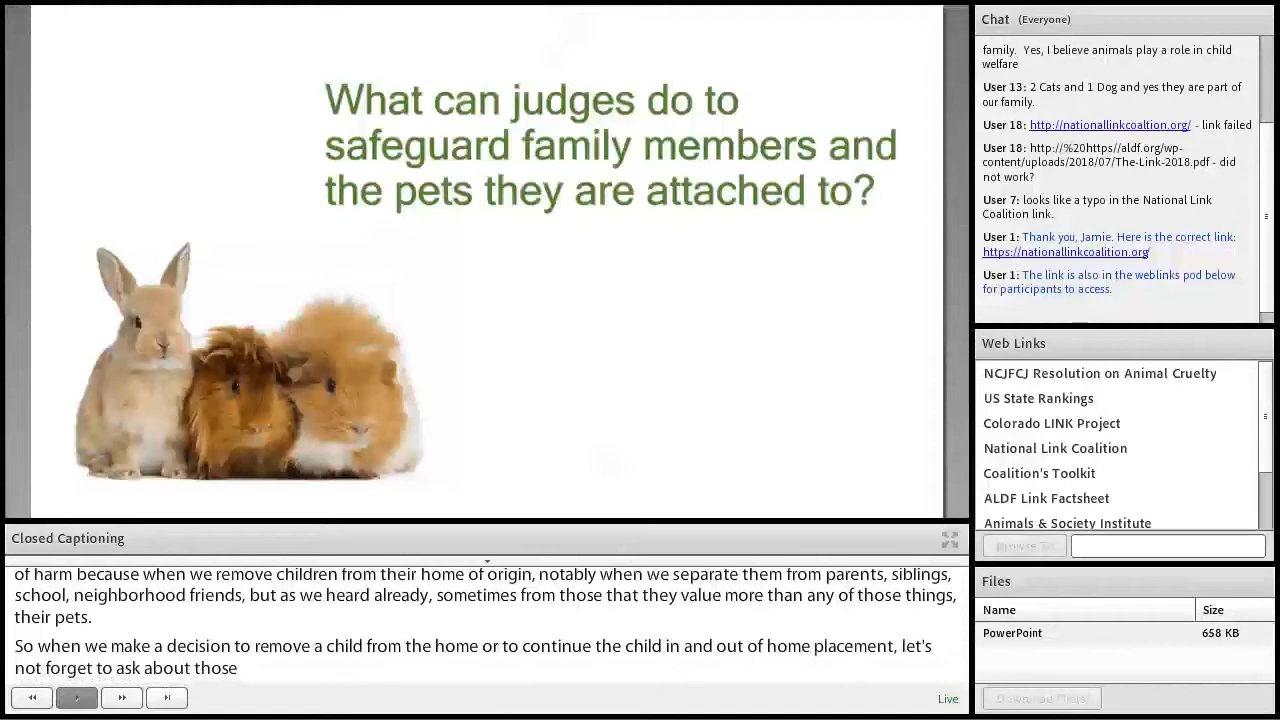 What can judges do to
safeguard family members and
the pets they are attached to?
Chat (Everyone)
family. Yes, I believe animals play a role in child
welfare
User 13: 2 Cats and 1 Dog and yes they are part of
our family.
User 18: http://nationallinkcoaltion.org/ - link failed
User 18: http://%20https//aldf.org/wp-
content/uploads/2018/07/The-Link-2018.pdf - did
not work?
User 7: looks like a typo in the National Link
Coalition link.
User 1: Thank you, Jamie. Here is the correct link:
https://nationallinkcoalition.org/
User 1: The link is also in the weblinks pod below
for participants to access.
Web Links
NCJFCJ Resolution on Animal Cruelty
US State Rankings
Colorado LINK Project
National Link Coalition
Coalition's Toolkit
ALDF Link Factsheet
Animals & Society Institute
Browse To
Closed Captioning
of harm because when we remove children from their home of origin, notably when we separate them from parents, siblings,
school, neighborhood friends, but as we heard already, sometimes from those that they value more than any of those things,
their pets.
So when we make a decision to remove a child from the home or to continue the child in and out of home placement, let's
not forget to ask about those
Live
Files
Name Size
PowerPoint 658 KB
Download File(s)